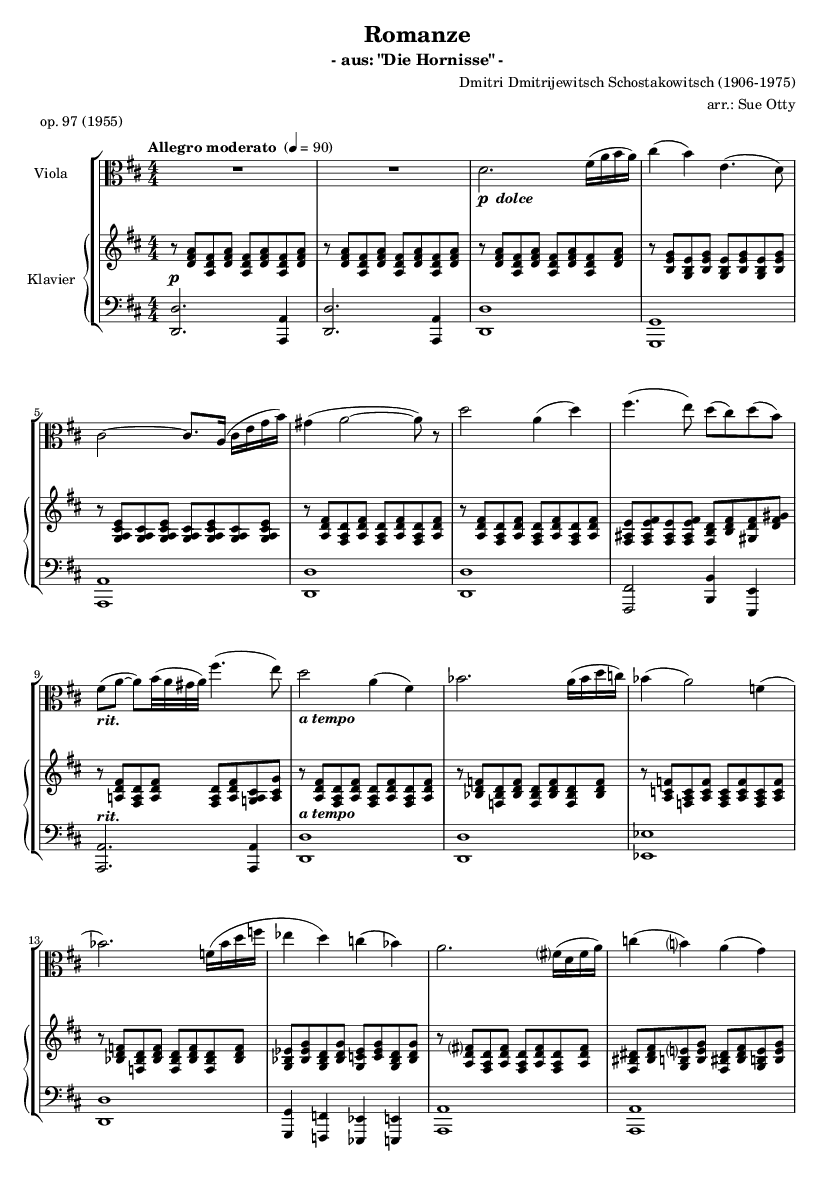 Romanze
- aus: "Die Hornisse" -
Dmitri Dmitrijewitsch Schostakowitsch (1906-1975)
arr.: Sue Otty
op. 97 (1955)
Allegro moderato (♩ = 90)
Viola
p dolce
Klavier
p
5
9
rit.
a tempo
rit.
a tempo
13